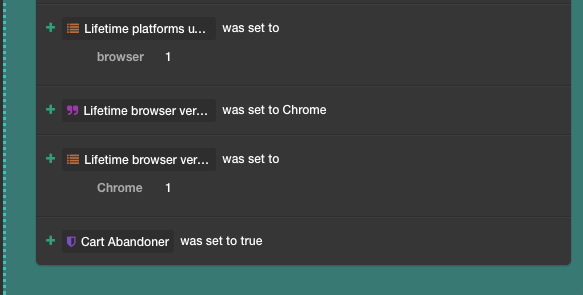 Lifetime platforms u... was set to
browser 1
Lifetime browser ver... was set to Chrome
Lifetime browser ver... was set to
Chrome 1
Cart Abandoner was set to true